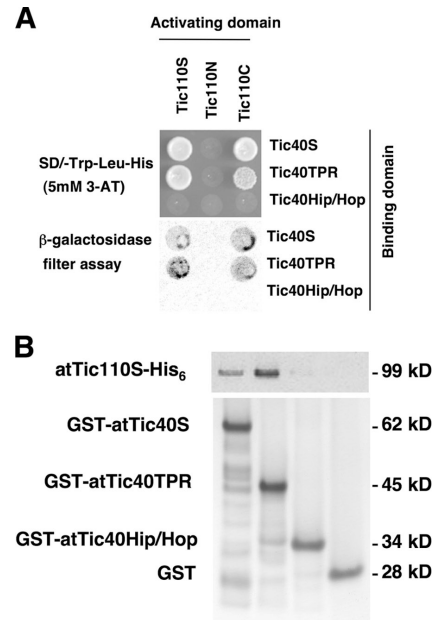 A
Activating domain
Tic110S
Tic110N
Tic110C
SD/-Trp-Leu-His
(5mM 3-AT)
Tic40S
Tic40TPR
Tic40Hip/Hop
β-galactosidase
filter assay
Tic40S
Tic40TPR
Tic40Hip/Hop
Binding domain
B
atTic110S-His6
- 99 kD
GST-atTic40S
- 62 kD
GST-atTic40TPR
- 45 kD
GST-atTic40Hip/Hop
- 34 kD
GST
- 28 kD